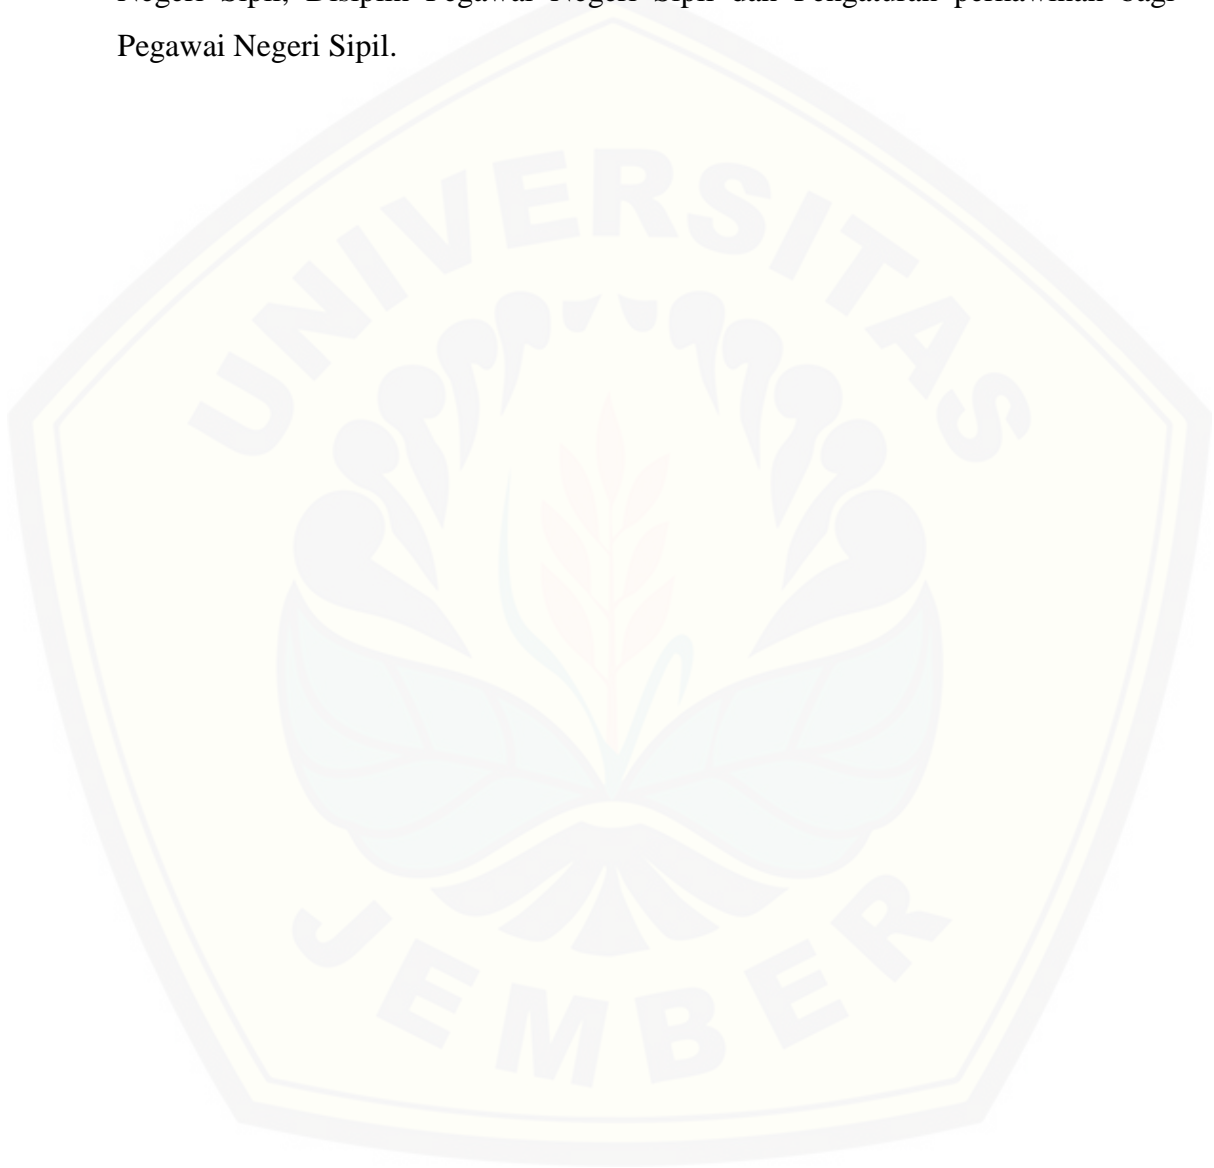 Negeri Sipil, Disiplin Pegawai Negeri Sipil dan Pengaturan perkawinan bagi
Pegawai Negeri Sipil.
UNIVERSITAS
JEMBER